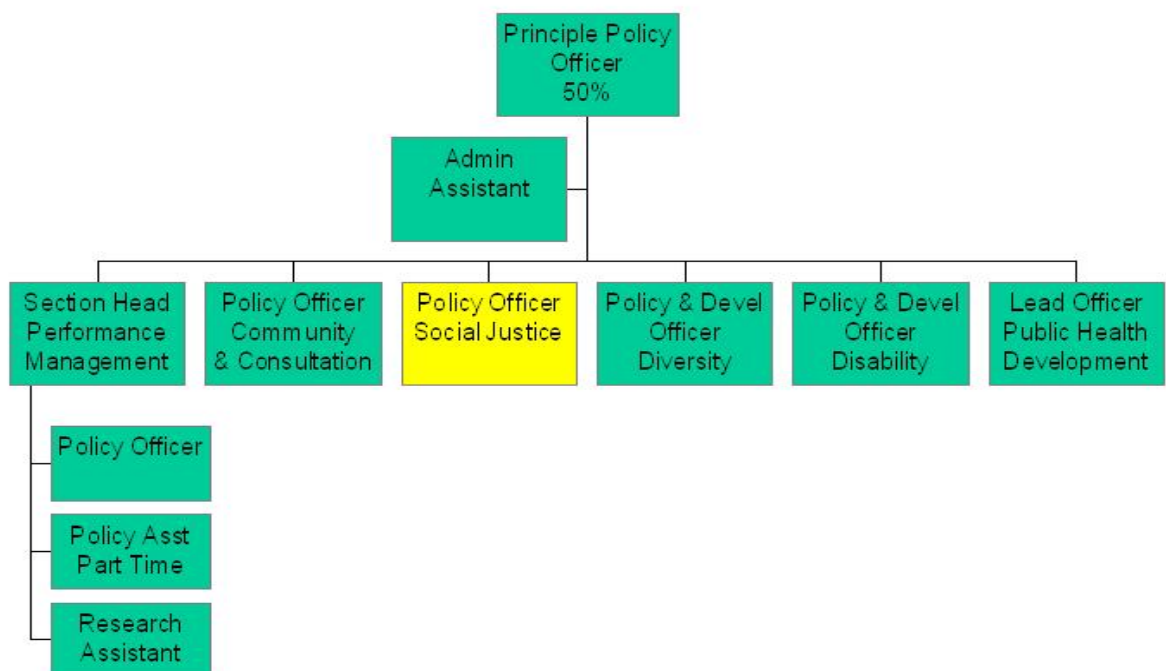 Principle Policy
Officer
50%
Admin
Assistant
Section Head
Performance
Management
Policy Officer
Community
& Consultation
Policy Officer
Social Justice
Policy & Devel
Officer
Diversity
Policy & Devel
Officer
Disability
Lead Officer
Public Health
Development
Policy Officer
Policy Asst
Part Time
Research
Assistant